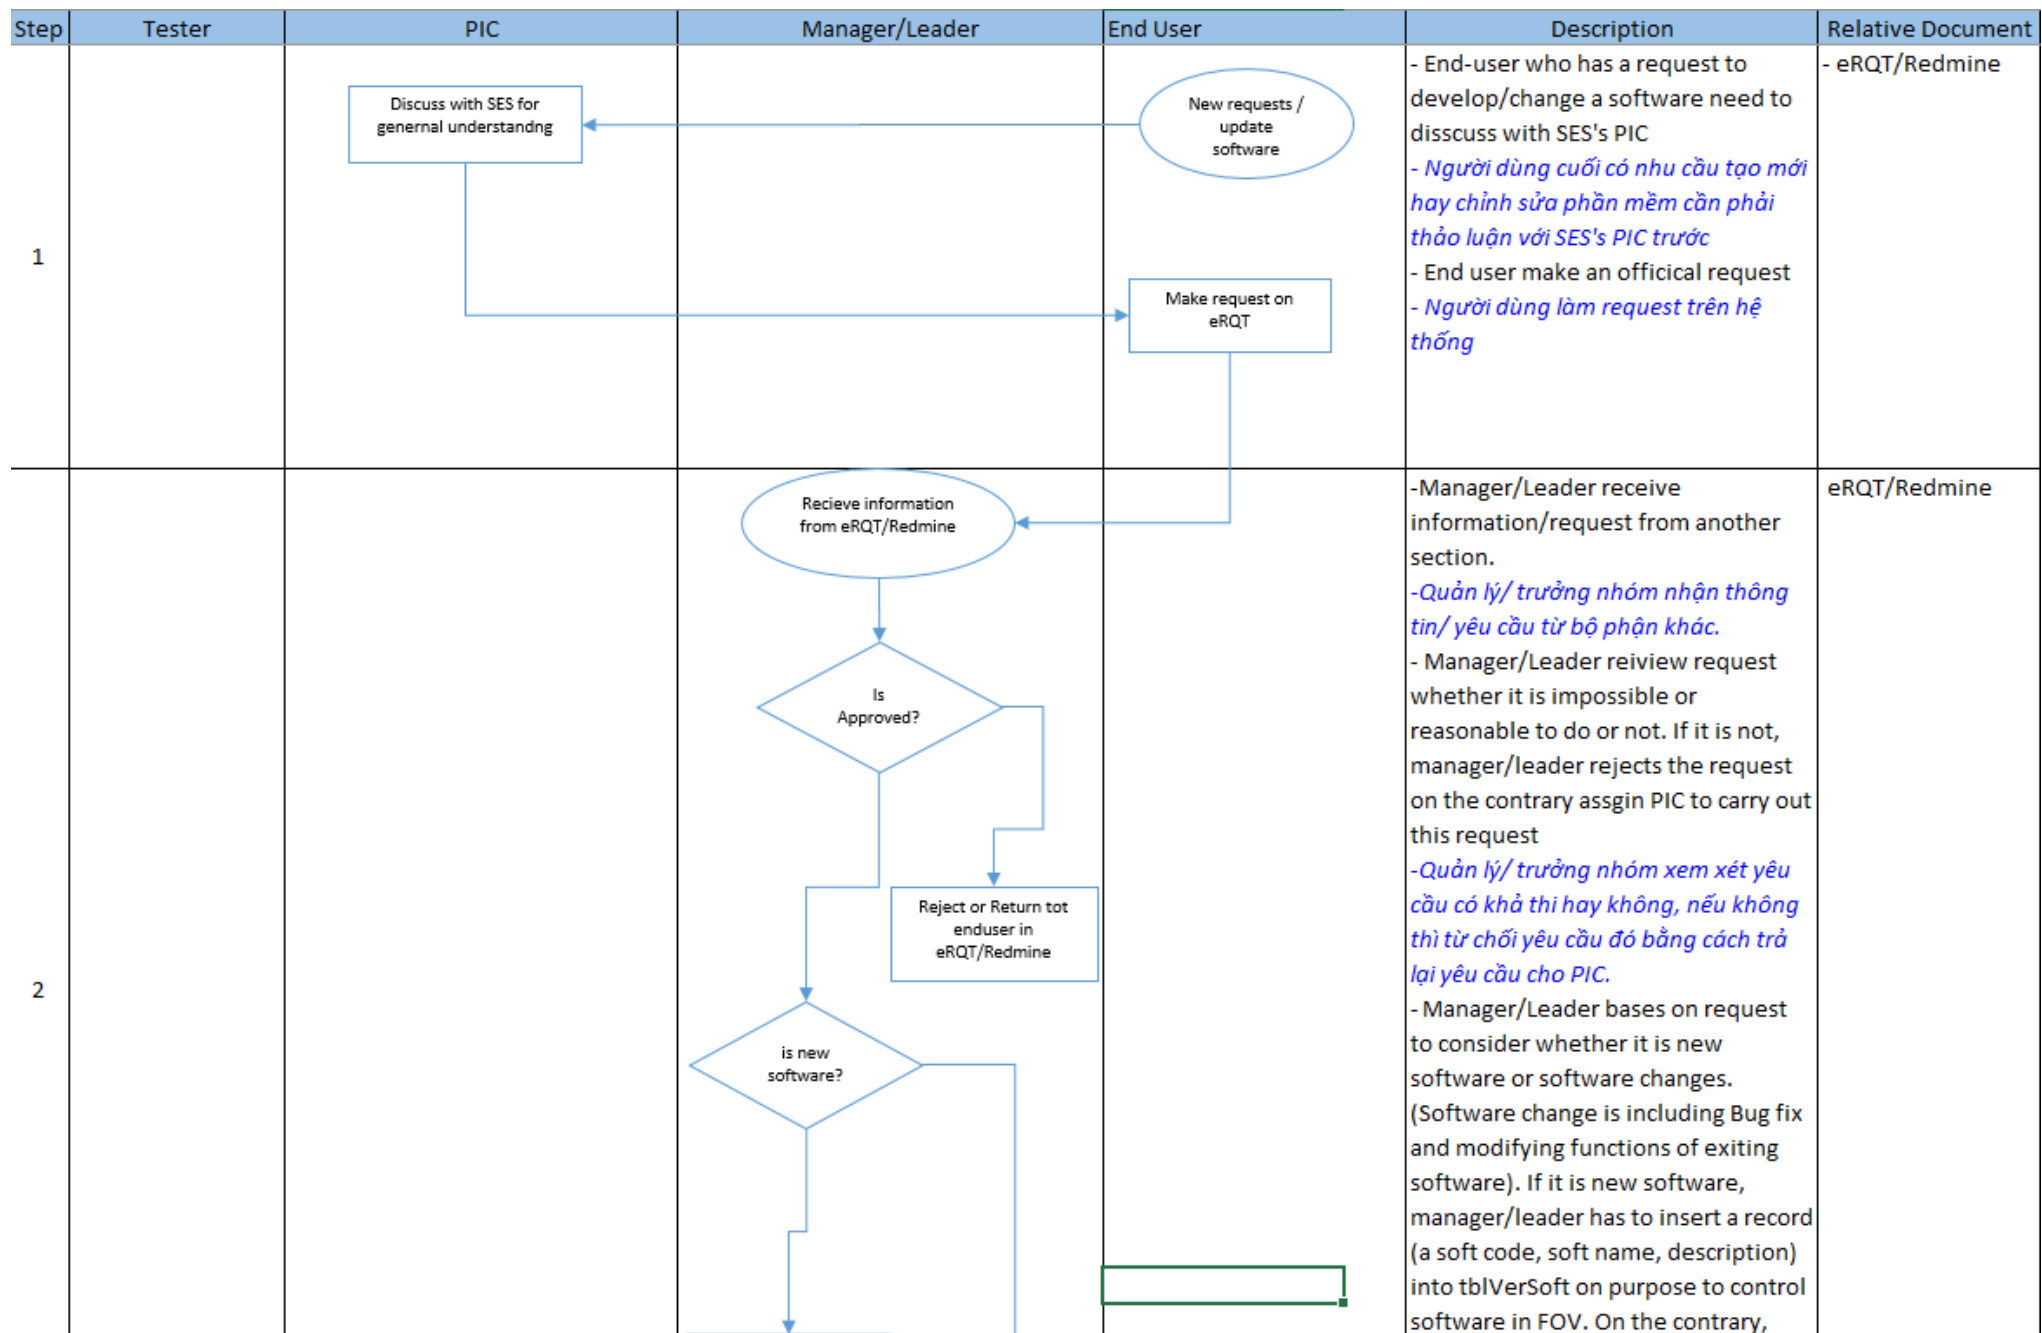 Step
Tester
PIC
Manager/Leader
End User
Description
Relative Document
1
Discuss with SES for
genernal understandng
New requests /
update
software
Make request on
eRQT
- End-user who has a request to
develop/change a software need to
disscuss with SES's PIC
- Người dùng cuối có nhu cầu tạo mới
hay chỉnh sửa phần mềm cần phải
thảo luận với SES's PIC trước
- End user make an officical request
- Người dùng làm request trên hệ
thống
- eRQT/Redmine
2
Recieve information
from eRQT/Redmine
Is
Approved?
Reject or Return tot
enduser in
eRQT/Redmine
is new
software?
-Manager/Leader receive
information/request from another
section.
-Quản lý/ trưởng nhóm nhận thông
tin/ yêu cầu từ bộ phận khác.
- Manager/Leader reiview request
whether it is impossible or
reasonable to do or not. If it is not,
manager/leader rejects the request
on the contrary assgin PIC to carry out
this request
-Quản lý/ trưởng nhóm xem xét yêu
cầu có khả thi hay không, nếu không
thì từ chối yêu cầu đó bằng cách trả
lại yêu cầu cho PIC.
- Manager/Leader bases on request
to consider whether it is new
software or software changes.
(Software change is including Bug fix
and modifying functions of exiting
software). If it is new software,
manager/leader has to insert a record
(a soft code, soft name, description)
into tblVerSoft on purpose to control
software in FOV. On the contrary,
eRQT/Redmine